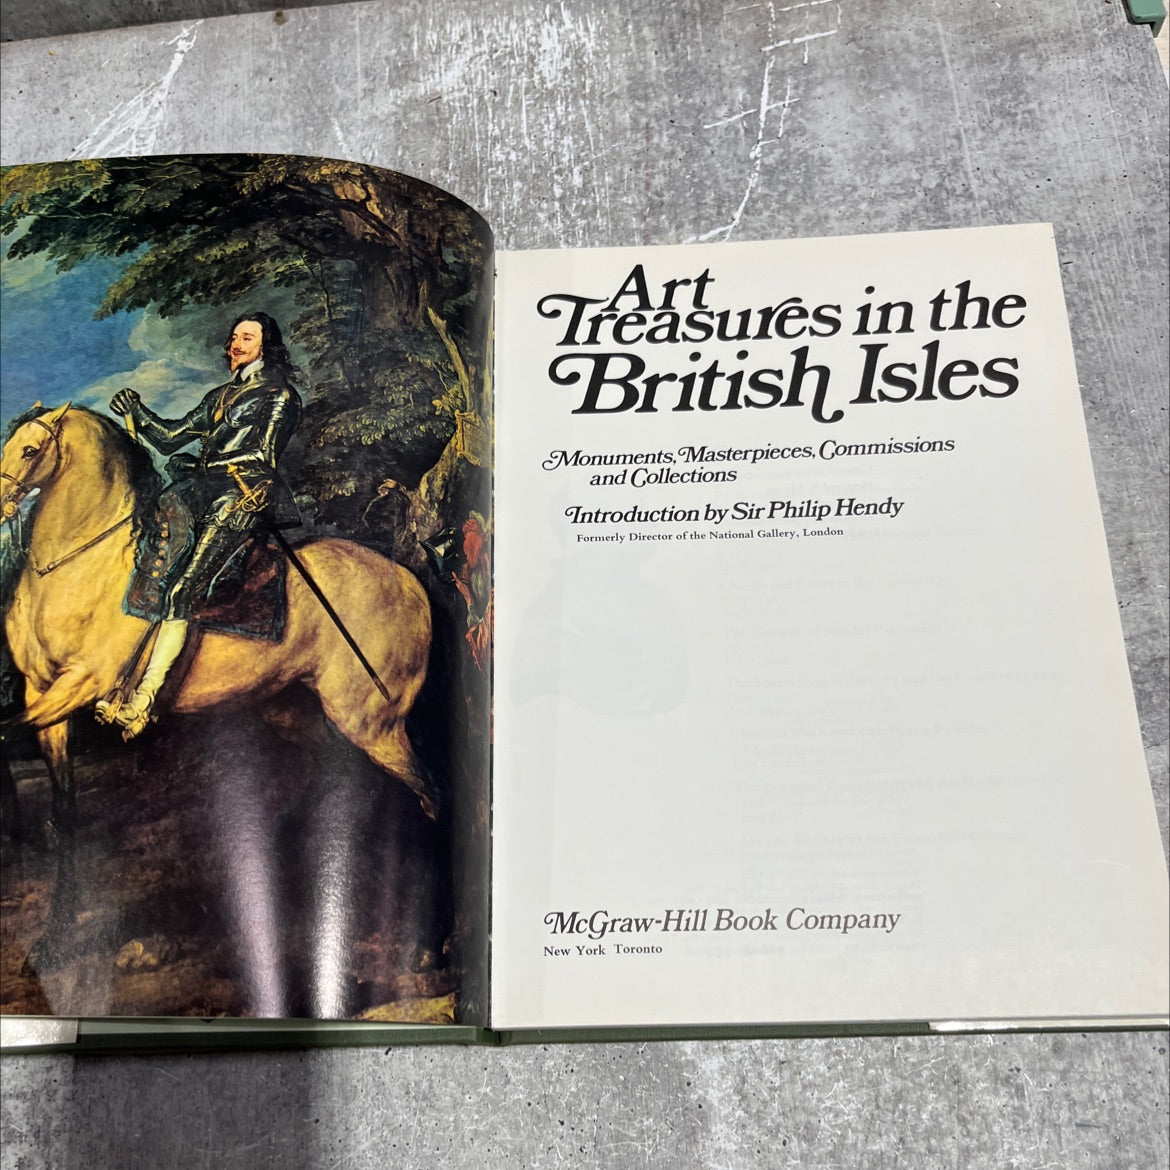 Art
Treasures in the
British Isles
Monuments, Masterpieces, Commissions
and Collections
Introduction by Sir Philip Hendy
Formerly Director of the National Gallery, London
McGraw-Hill Book Company
New York Toronto